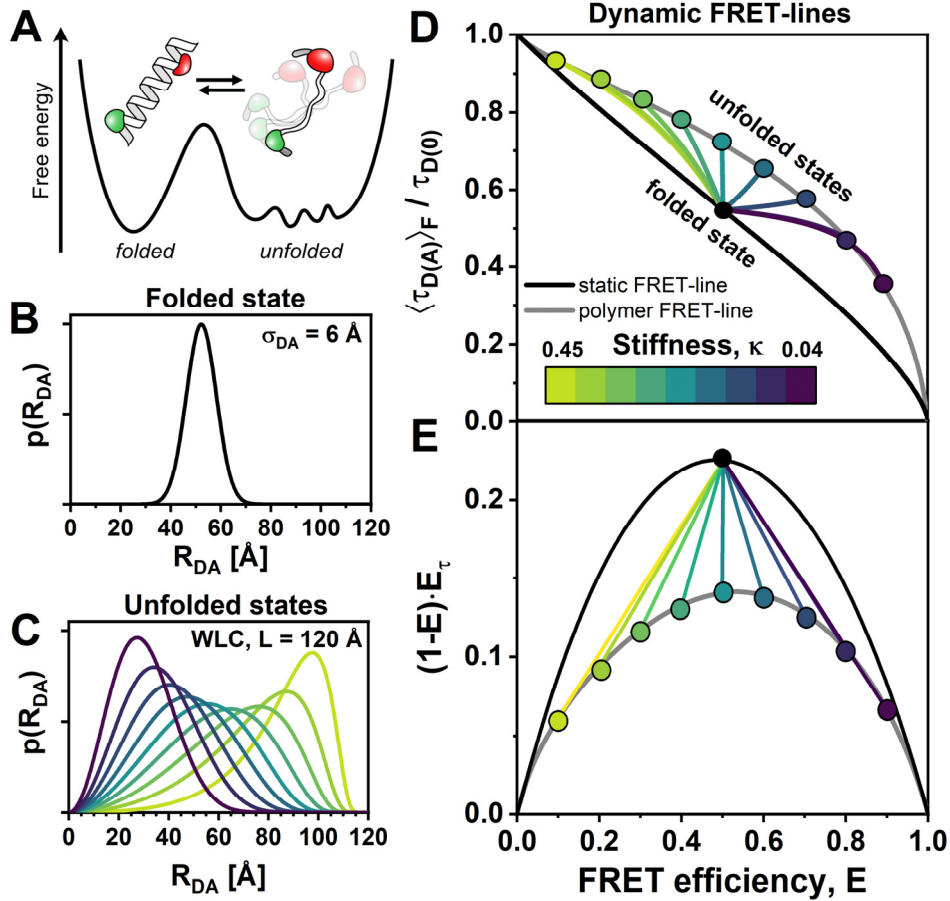 A
Free energy
folded
unfolded
B
Folded state
σDA = 6 Å
p(RDA)
0
20
40
60
80
100
120
RDA [Å]
C
Unfolded states
WLC, L = 120 Å
p(RDA)
0
20
40
60
80
100
120
RDA [Å]
D
Dynamic FRET-lines
⟨τD(A)⟩F / τD(0)
1.0
0.8
0.6
0.4
0.2
0.0
unfolded states
folded state
static FRET-line
polymer FRET-line
0.45 Stiffness, κ 0.04
E
(1-E)·Eτ
0.2
0.1
0.0
0.0
0.2
0.4
0.6
0.8
1.0
FRET efficiency, E